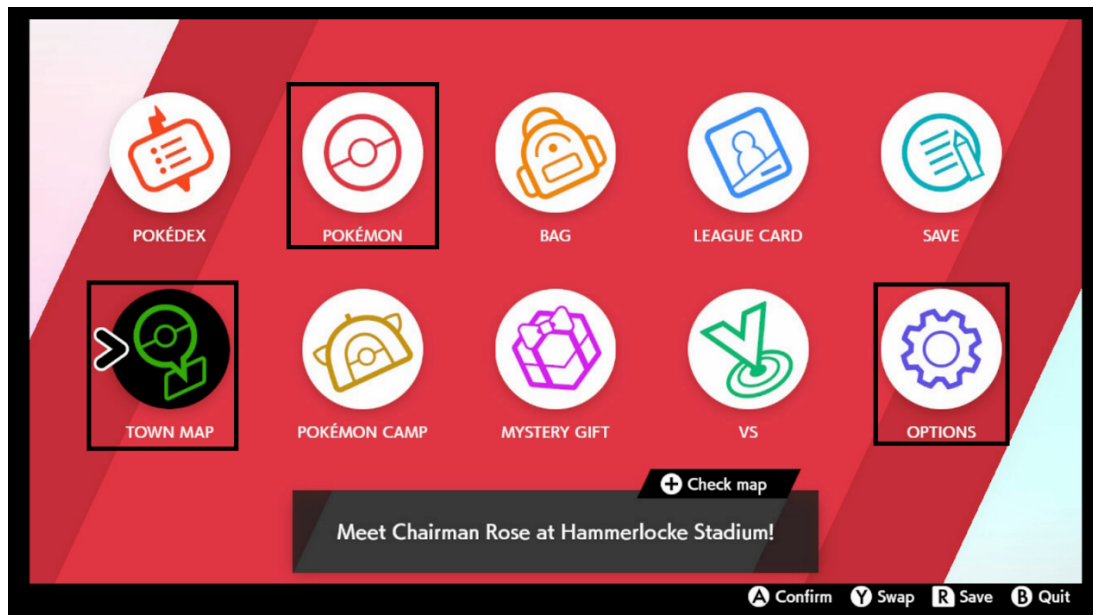 POKÉDEX POKÉMON BAG LEAGUE CARD SAVE
TOWN MAP POKÉMON CAMP MYSTERY GIFT VS OPTIONS
+ Check map
Meet Chairman Rose at Hammerlocke Stadium!
A Confirm Y Swap R Save B Quit